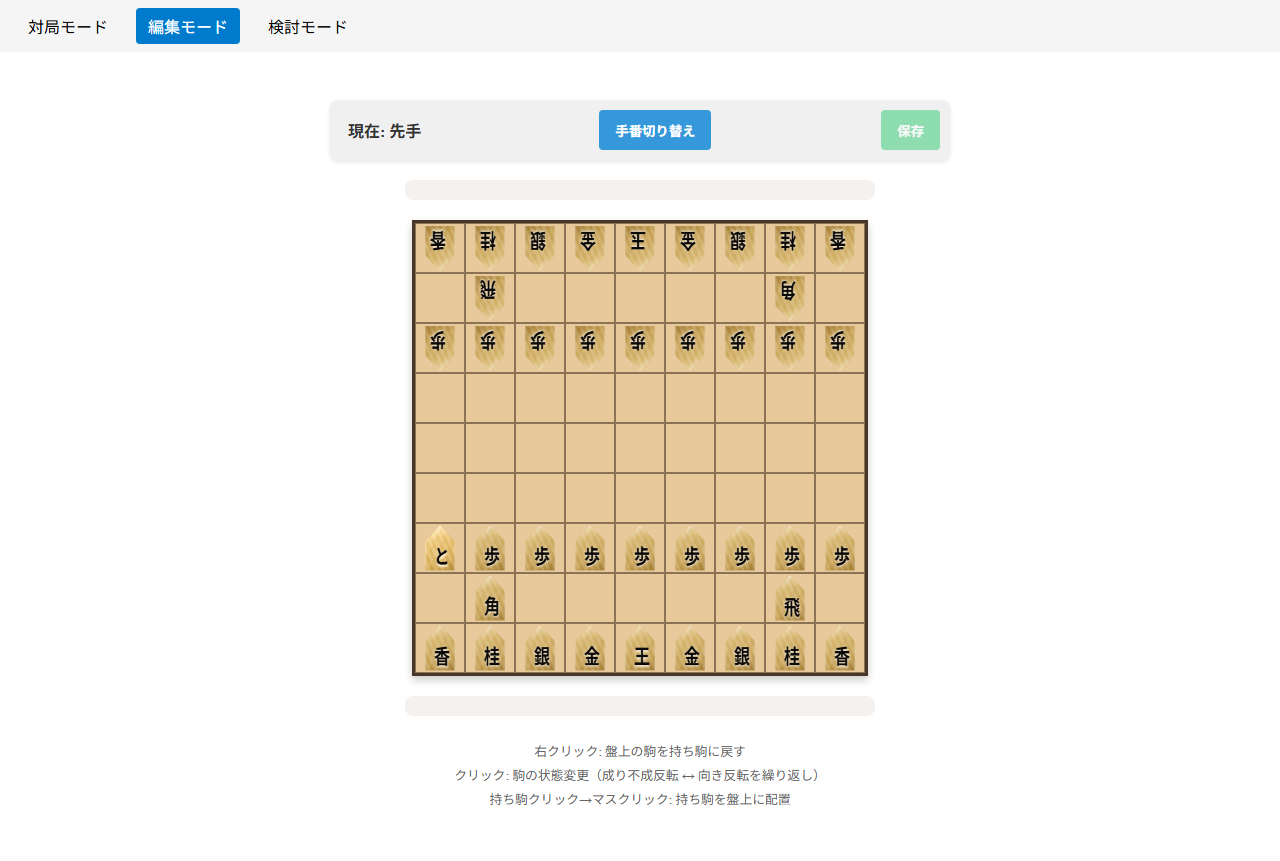 対局モード 編集モード 検討モード
現在: 先手 手番切り替え 保存
香 桂 銀 金 玉 金 銀 桂 香
飛 角
歩 歩 歩 歩 歩 歩 歩 歩 歩
と 歩 歩 歩 歩 歩 歩 歩 歩
角 飛
香 桂 銀 金 王 金 銀 桂 香
右クリック: 盤上の駒を持ち駒に戻す
クリック: 駒の状態変更（成り不成反転 ↔ 向き反転を繰り返し）
持ち駒クリック→マスクリック: 持ち駒を盤上に配置